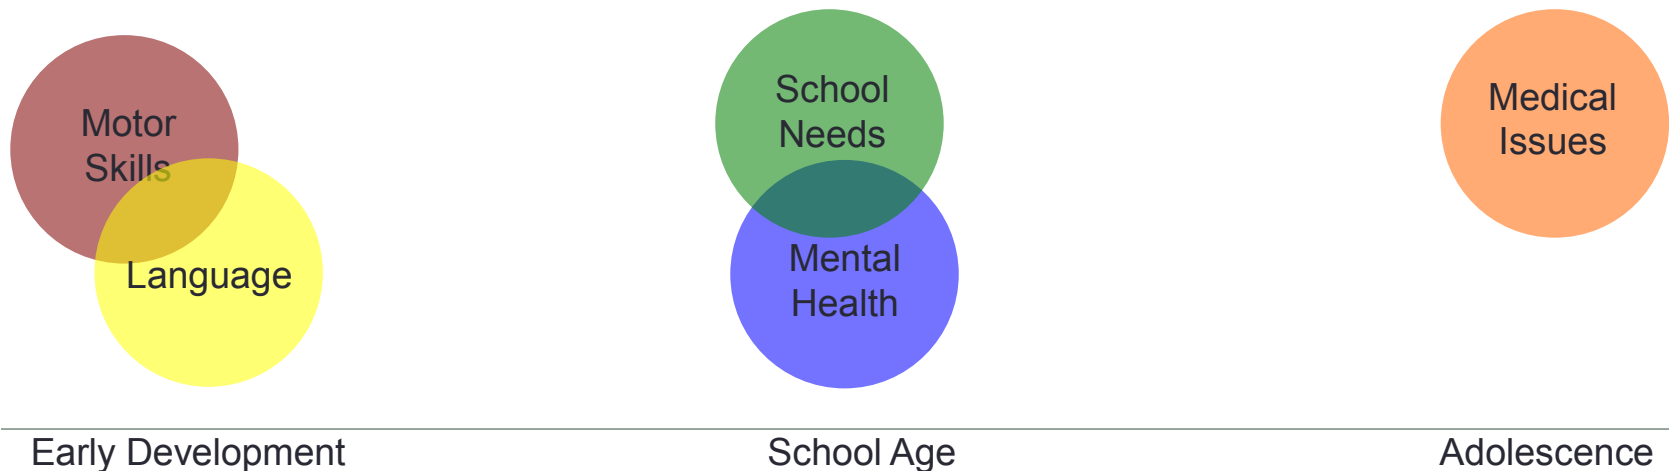 Motor
Skills
Language
School
Needs
Mental
Health
Medical
Issues
Early Development
School Age
Adolescence